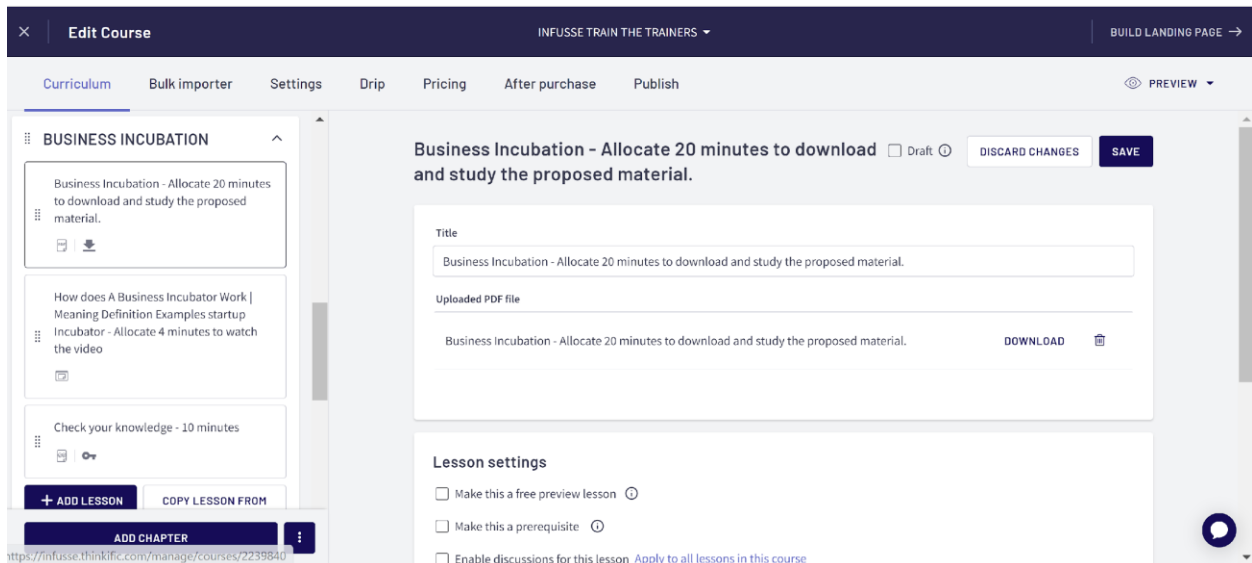 Edit Course
INFUSSE TRAIN THE TRAINERS
BUILD LANDING PAGE →
Curriculum
Bulk importer
Settings
Drip
Pricing
After purchase
Publish
PREVIEW
BUSINESS INCUBATION
Business Incubation - Allocate 20 minutes
to download and study the proposed
material.
How does A Business Incubator Work |
Meaning Definition Examples startup
Incubator - Allocate 4 minutes to watch
the video
Check your knowledge - 10 minutes
+ ADD LESSON
COPY LESSON FROM
ADD CHAPTER
https://infusse.thinkific.com/manage/courses/2239840
Business Incubation - Allocate 20 minutes to download
and study the proposed material.
Draft
DISCARD CHANGES
SAVE
Title
Business Incubation - Allocate 20 minutes to download and study the proposed material.
Uploaded PDF file
Business Incubation - Allocate 20 minutes to download and study the proposed material.
DOWNLOAD
Lesson settings
Make this a free preview lesson
Make this a prerequisite
Enable discussions for this lesson Apply to all lessons in this course